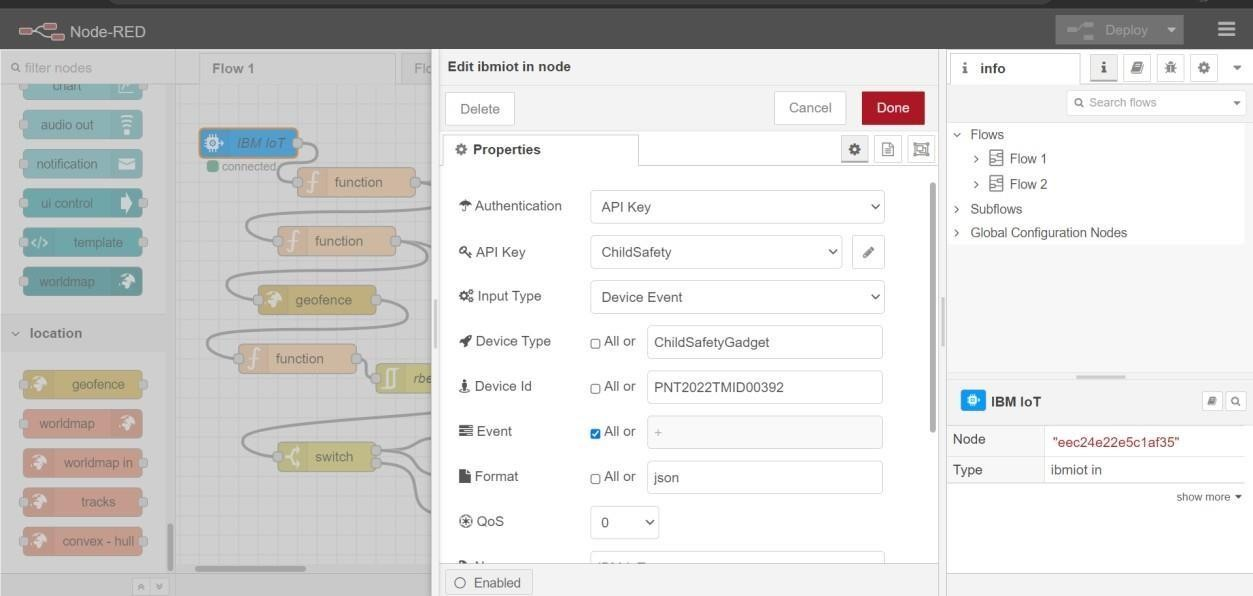 Node-RED
Deploy
filter nodes
chart
audio out
notification
ui control
template
worldmap
location
geofence
worldmap
worldmap in
tracks
convex - hull
Flow 1
IBM IoT
connected
function
function
geofence
function
switch
Edit ibmiot in node
Delete
Cancel
Done
Properties
Authentication
API Key
API Key
ChildSafety
Input Type
Device Event
Device Type
All or
ChildSafetyGadget
Device Id
All or
PNT2022TMID00392
Event
All or
+
Format
All or
json
QoS
0
Enabled
info
Search flows
Flows
Flow 1
Flow 2
Subflows
Global Configuration Nodes
IBM IoT
Node
"eec24e22e5c1af35"
Type
ibmiot in
show more